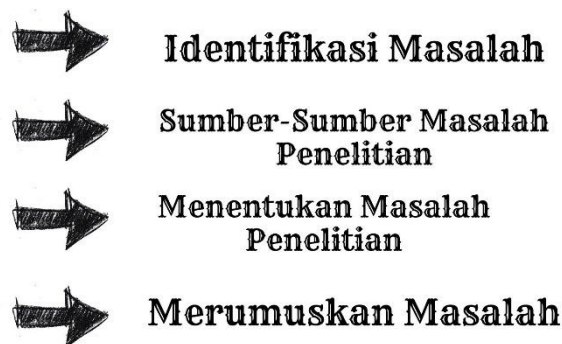 Identifikasi Masalah
Sumber-Sumber Masalah
Penelitian
Menentukan Masalah
Penelitian
Merumuskan Masalah